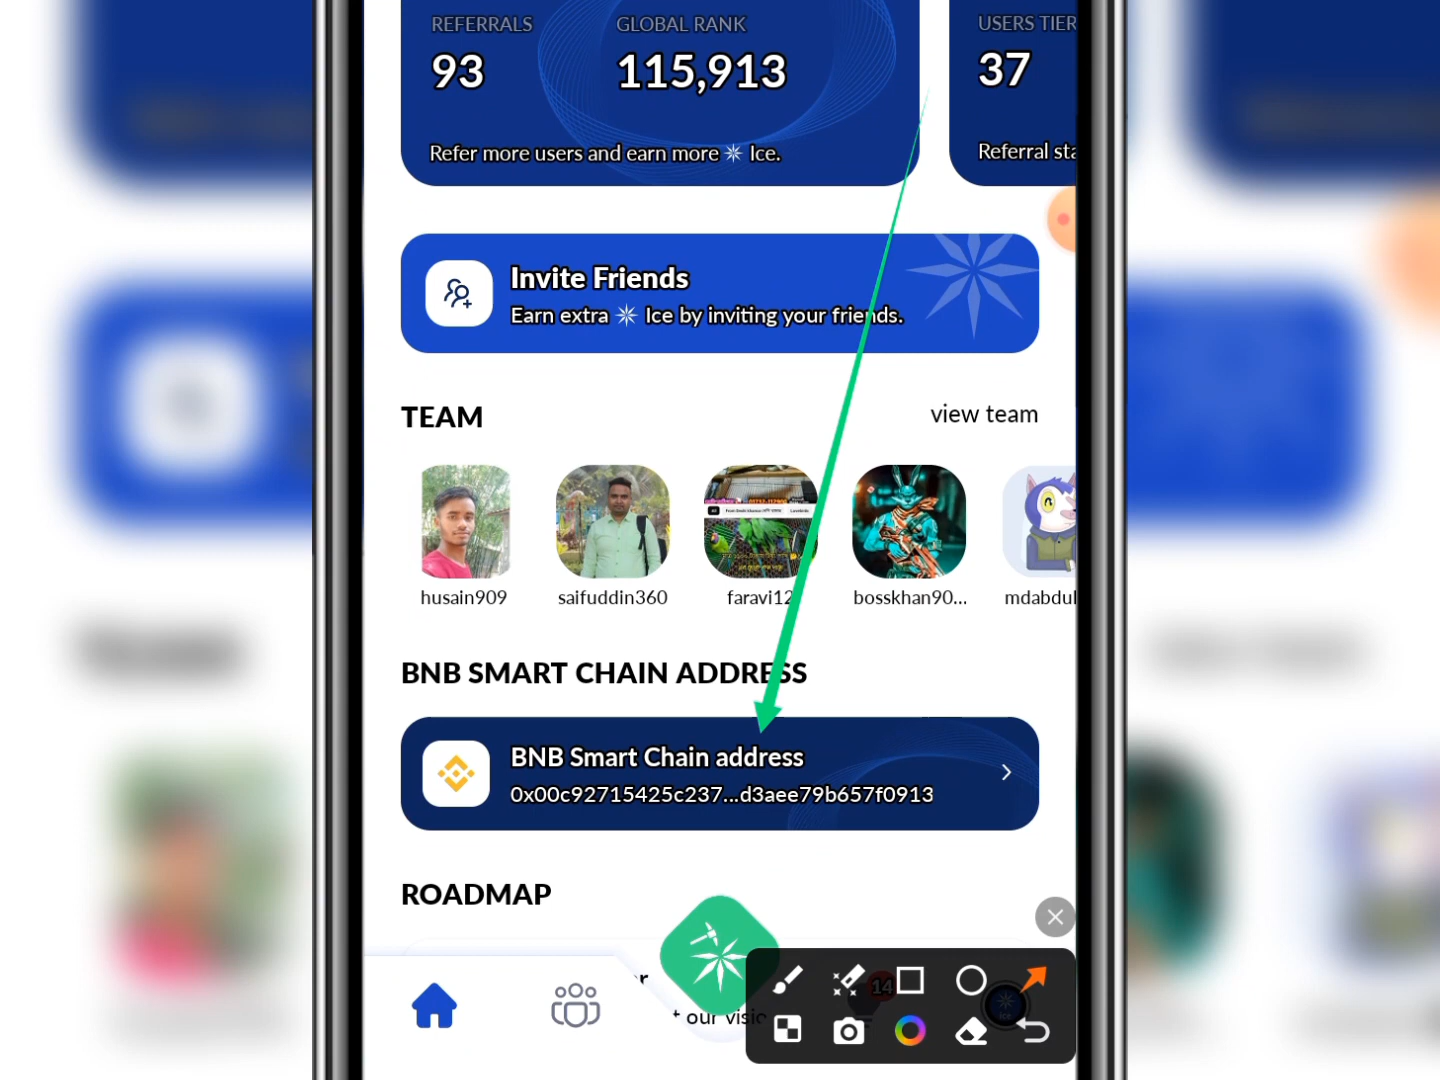 REFERRALS
GLOBAL RANK
93
115,913
Refer more users and earn more Ice.
USERS TIER
37
Referral sta
Invite Friends
Earn extra Ice by inviting your friends.
TEAM
view team
husain909
saifuddin360
faravi12
bosskhan90...
mdabdul
BNB SMART CHAIN ADDRESS
BNB Smart Chain address
0x00c92715425c237...d3aee79b657f0913
ROADMAP
14
t our visi